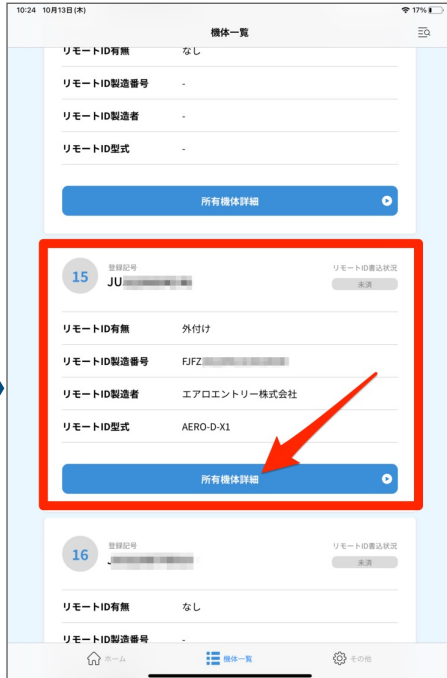 10:24 10月13日(木) 17%
機体一覧
リモートID有無 なし
リモートID製造番号 -
リモートID製造者 -
リモートID型式 -
所有機体詳細
登録記号 リモートID書込状況
15 JU 未済
リモートID有無 外付け
リモートID製造番号 FJFZ
リモートID製造者 エアロエントリー株式会社
リモートID型式 AERO-D-X1
所有機体詳細
登録記号 リモートID書込状況
16 未済
リモートID有無 なし
リモートID製造番号 -
ホーム 機体一覧 その他